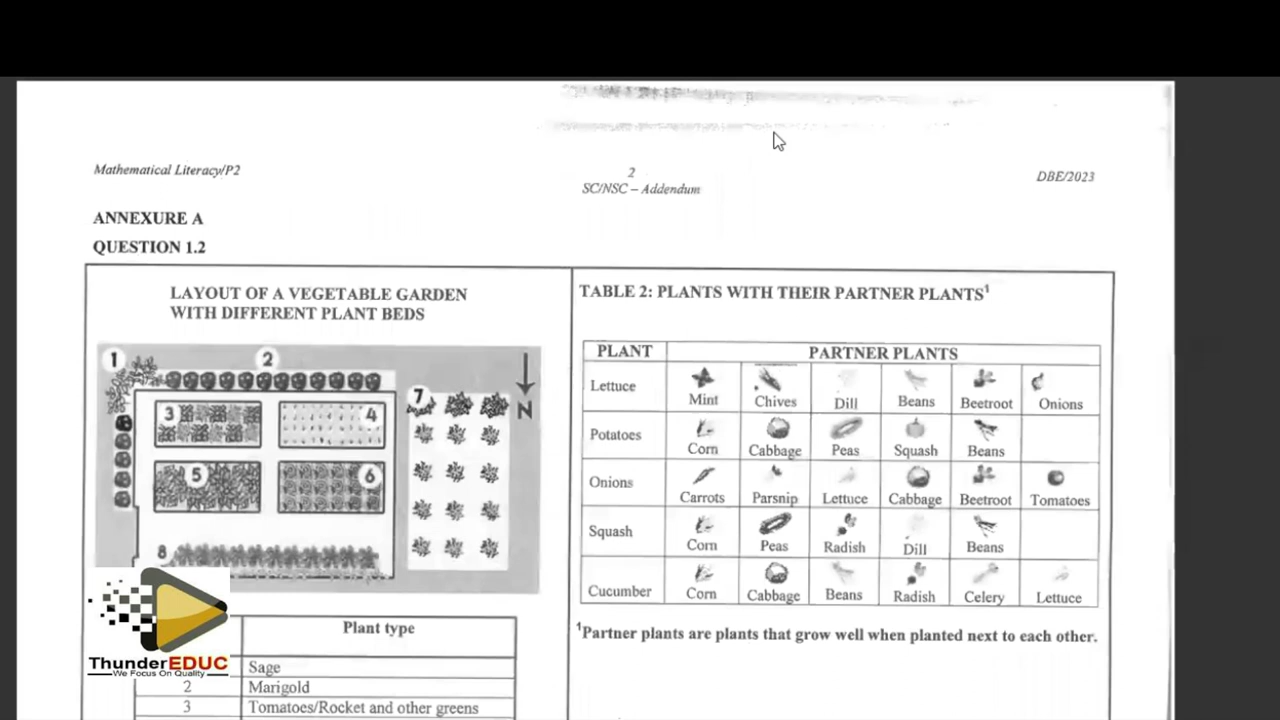 Mathematical Literacy/P2
2
SC/NSC – Addendum
DBE/2023
ANNEXURE A
QUESTION 1.2
LAYOUT OF A VEGETABLE GARDEN
WITH DIFFERENT PLANT BEDS
1
2
3
4
5
6
7
8
N
Plant type
Sage
2 Marigold
3 Tomatoes/Rocket and other greens
TABLE 2: PLANTS WITH THEIR PARTNER PLANTS¹
PLANT PARTNER PLANTS
Lettuce Mint Chives Dill Beans Beetroot Onions
Potatoes Corn Cabbage Peas Squash Beans
Onions Carrots Parsnip Lettuce Cabbage Beetroot Tomatoes
Squash Corn Peas Radish Dill Beans
Cucumber Corn Cabbage Beans Radish Celery Lettuce
¹Partner plants are plants that grow well when planted next to each other.
ThunderEDUC
We Focus On Quality